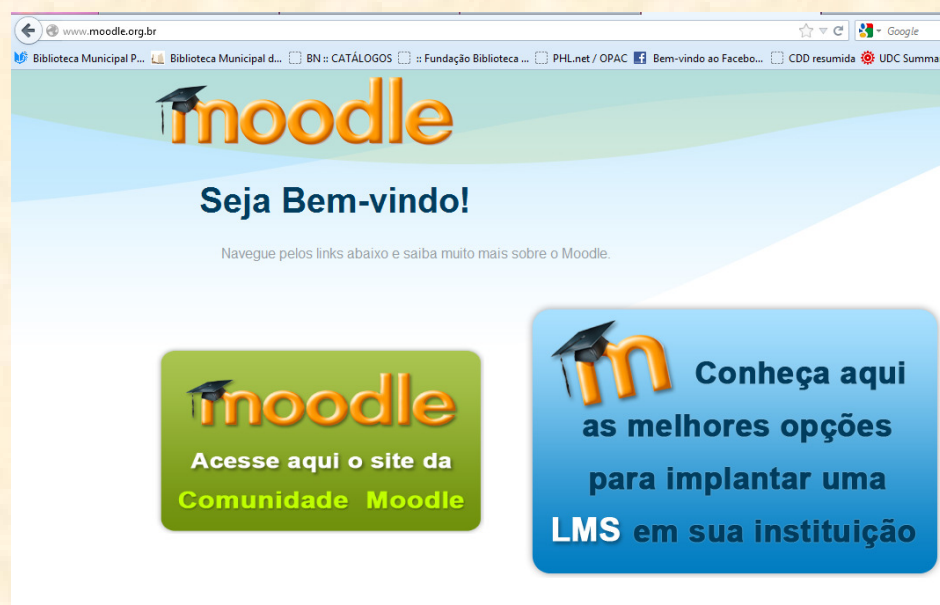 www.moodle.org.br
Google
Biblioteca Municipal P... Biblioteca Municipal d... BN :: CATÁLOGOS :: Fundação Biblioteca ... PHL.net / OPAC Bem-vindo ao Facebo... CDD resumida UDC Summa
moodle
Seja Bem-vindo!
Navegue pelos links abaixo e saiba muito mais sobre o Moodle.
moodle
Acesse aqui o site da
Comunidade Moodle
m Conheça aqui
as melhores opções
para implantar uma
LMS em sua instituição